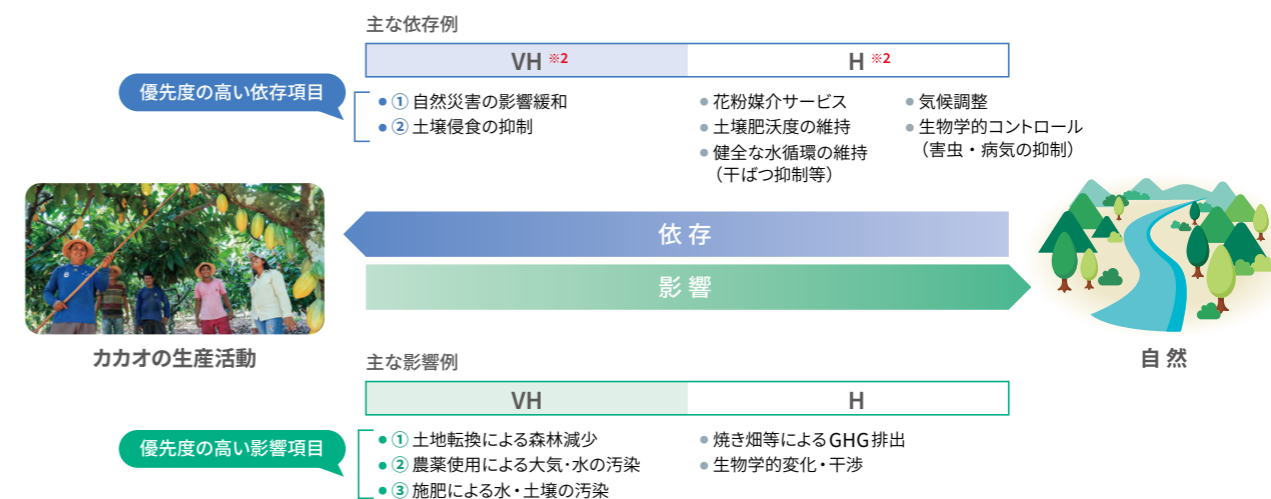 主な依存例
VH ※2
H ※2
優先度の高い依存項目
• ① 自然災害の影響緩和
• ② 土壌侵食の抑制
• 花粉媒介サービス
• 土壌肥沃度の維持
• 健全な水循環の維持
（干ばつ抑制等）
• 気候調整
• 生物学的コントロール
（害虫・病気の抑制）
依存
影響
カカオの生産活動
自然
主な影響例
VH
H
優先度の高い影響項目
• ① 土地転換による森林減少
• ② 農薬使用による大気・水の汚染
• ③ 施肥による水・土壌の汚染
• 焼き畑等によるGHG排出
• 生物学的変化・干渉